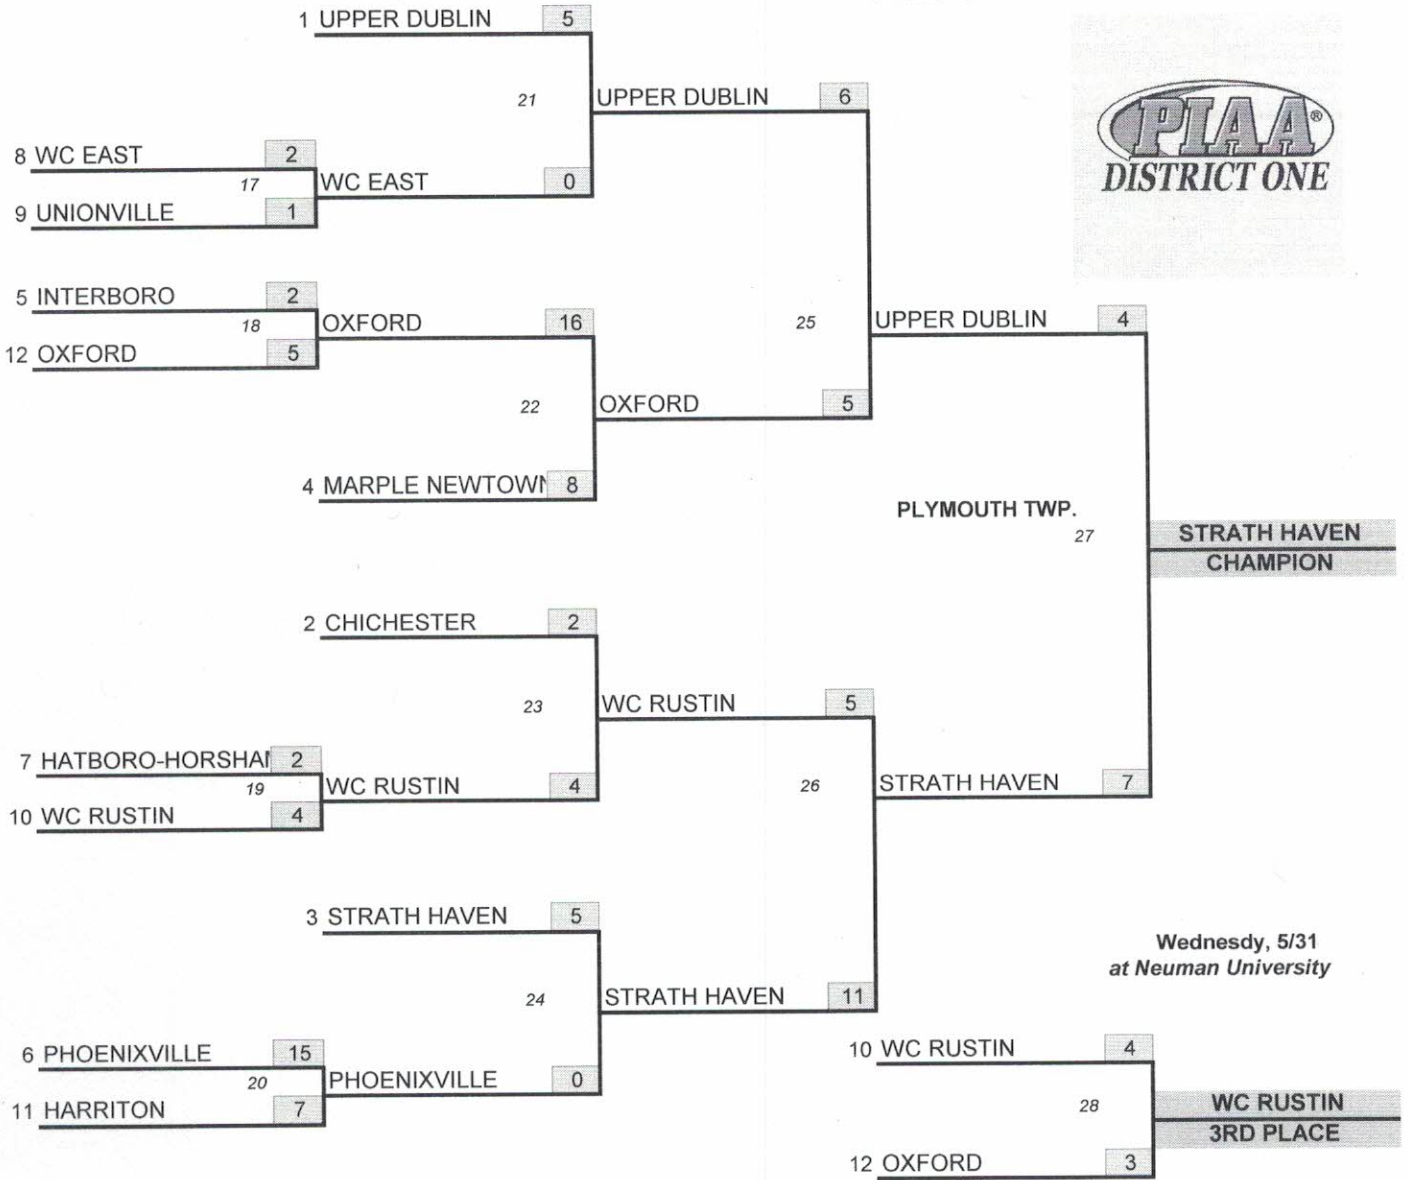 1 UPPER DUBLIN 5
21 UPPER DUBLIN 6
PIAA®
DISTRICT ONE
8 WC EAST 2
17 WC EAST 0
9 UNIONVILLE 1
5 INTERBORO 2
18 OXFORD 16
12 OXFORD 5
25 UPPER DUBLIN 4
22 OXFORD 5
4 MARPLE NEWTOWN 8
PLYMOUTH TWP.
27
STRATH HAVEN
CHAMPION
2 CHICHESTER 2
23 WC RUSTIN 5
7 HATBORO-HORSHAM 2
19 WC RUSTIN 4
10 WC RUSTIN 4
26 STRATH HAVEN 7
3 STRATH HAVEN 5
24 STRATH HAVEN 11
6 PHOENIXVILLE 15
20 PHOENIXVILLE 0
11 HARRITON 7
Wednesdy, 5/31
at Neuman University
10 WC RUSTIN 4
28
WC RUSTIN
3RD PLACE
12 OXFORD 3